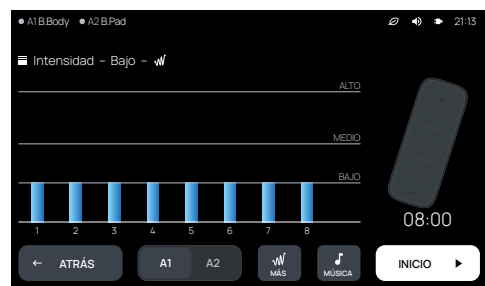 A1 B.Body A2 B.Pad 21:13
Intensidad – Bajo –
ALTO
MEDIO
BAJO
1 2 3 4 5 6 7 8
08:00
ATRÁS A1 A2 MÁS MÚSICA INICIO